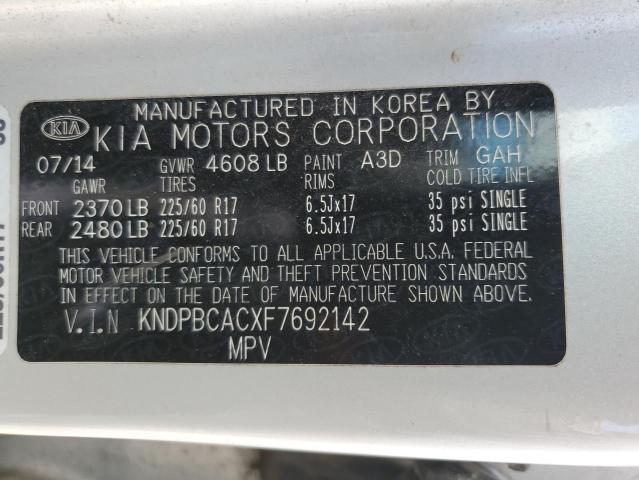 MANUFACTURED IN KOREA BY
KIA KIA MOTORS CORPORATION
07/14 GVWR 4608 LB PAINT A3D TRIM GAH
GAWR TIRES RIMS COLD TIRE INFL
FRONT 2370 LB 225/60 R17 6.5Jx17 35 psi SINGLE
REAR 2480 LB 225/60 R17 6.5Jx17 35 psi SINGLE
THIS VEHICLE CONFORMS TO ALL APPLICABLE U.S.A. FEDERAL
MOTOR VEHICLE SAFETY AND THEFT PREVENTION STANDARDS
IN EFFECT ON THE DATE OF MANUFACTURE SHOWN ABOVE.
V.I.N KNDPBCACXF7692142
MPV